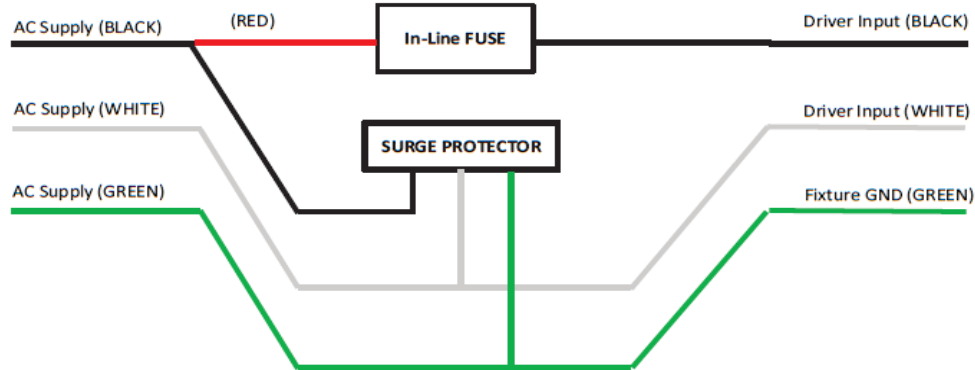 AC Supply (BLACK)
(RED)
In-Line FUSE
Driver Input (BLACK)
AC Supply (WHITE)
Driver Input (WHITE)
SURGE PROTECTOR
AC Supply (GREEN)
Fixture GND (GREEN)